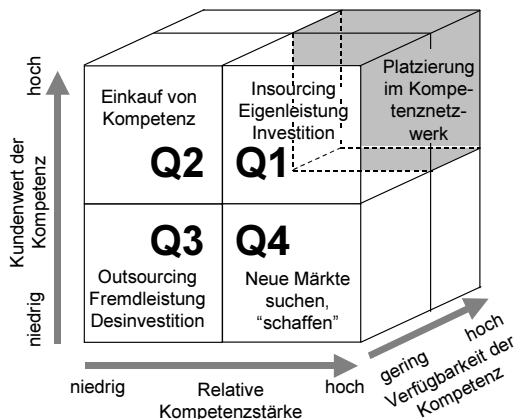 Kundenwert der
Kompetenz
hoch
niedrig
Einkauf von
Kompetenz
Q2
Insourcing
Eigenleistung
Investition
Q1
Platzierung
im Kompe-
tenznetz-
werk
Q3
Outsourcing
Fremdleistung
Desinvestition
Q4
Neue Märkte
suchen,
“schaffen”
niedrig
Relative
Kompetenzstärke
hoch
gering
hoch
Verfügbarkeit der
Kompetenz